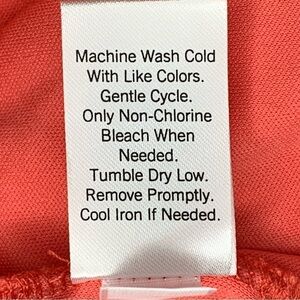 Machine Wash Cold
With Like Colors.
Gentle Cycle.
Only Non-Chlorine
Bleach When
Needed.
Tumble Dry Low.
Remove Promptly.
Cool Iron If Needed.